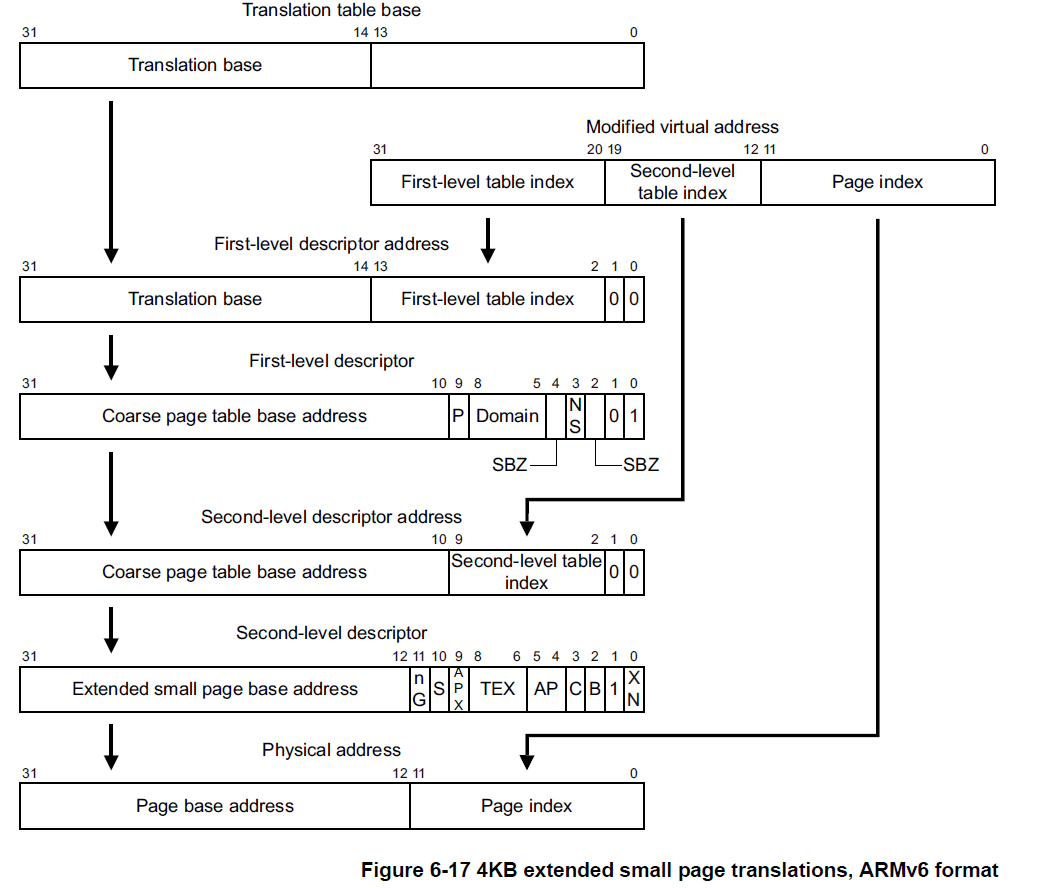 Translation table base
31 14 13 0
Translation base
Modified virtual address
31 20 19 12 11 0
First-level table index
Second-level
table index
Page index
First-level descriptor address
31 14 13 2 1 0
Translation base First-level table index 0 0
First-level descriptor
31 10 9 8 5 4 3 2 1 0
Coarse page table base address P Domain N
S 0 1
SBZ SBZ
Second-level descriptor address
31 10 9 2 1 0
Coarse page table base address
Second-level table
index
0 0
Second-level descriptor
31 12 11 10 9 8 6 5 4 3 2 1 0
Extended small page base address
n
G
S
A
P
X
TEX AP C B 1
X
N
Physical address
31 12 11 0
Page base address Page index
Figure 6-17 4KB extended small page translations, ARMv6 format